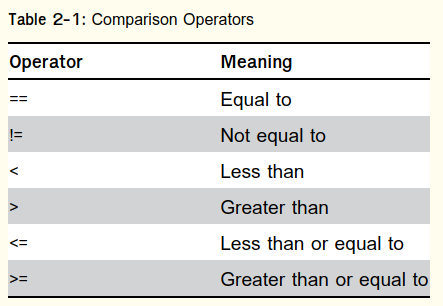 Table 2-1: Comparison Operators
Operator Meaning
== Equal to
!= Not equal to
< Less than
> Greater than
<= Less than or equal to
>= Greater than or equal to